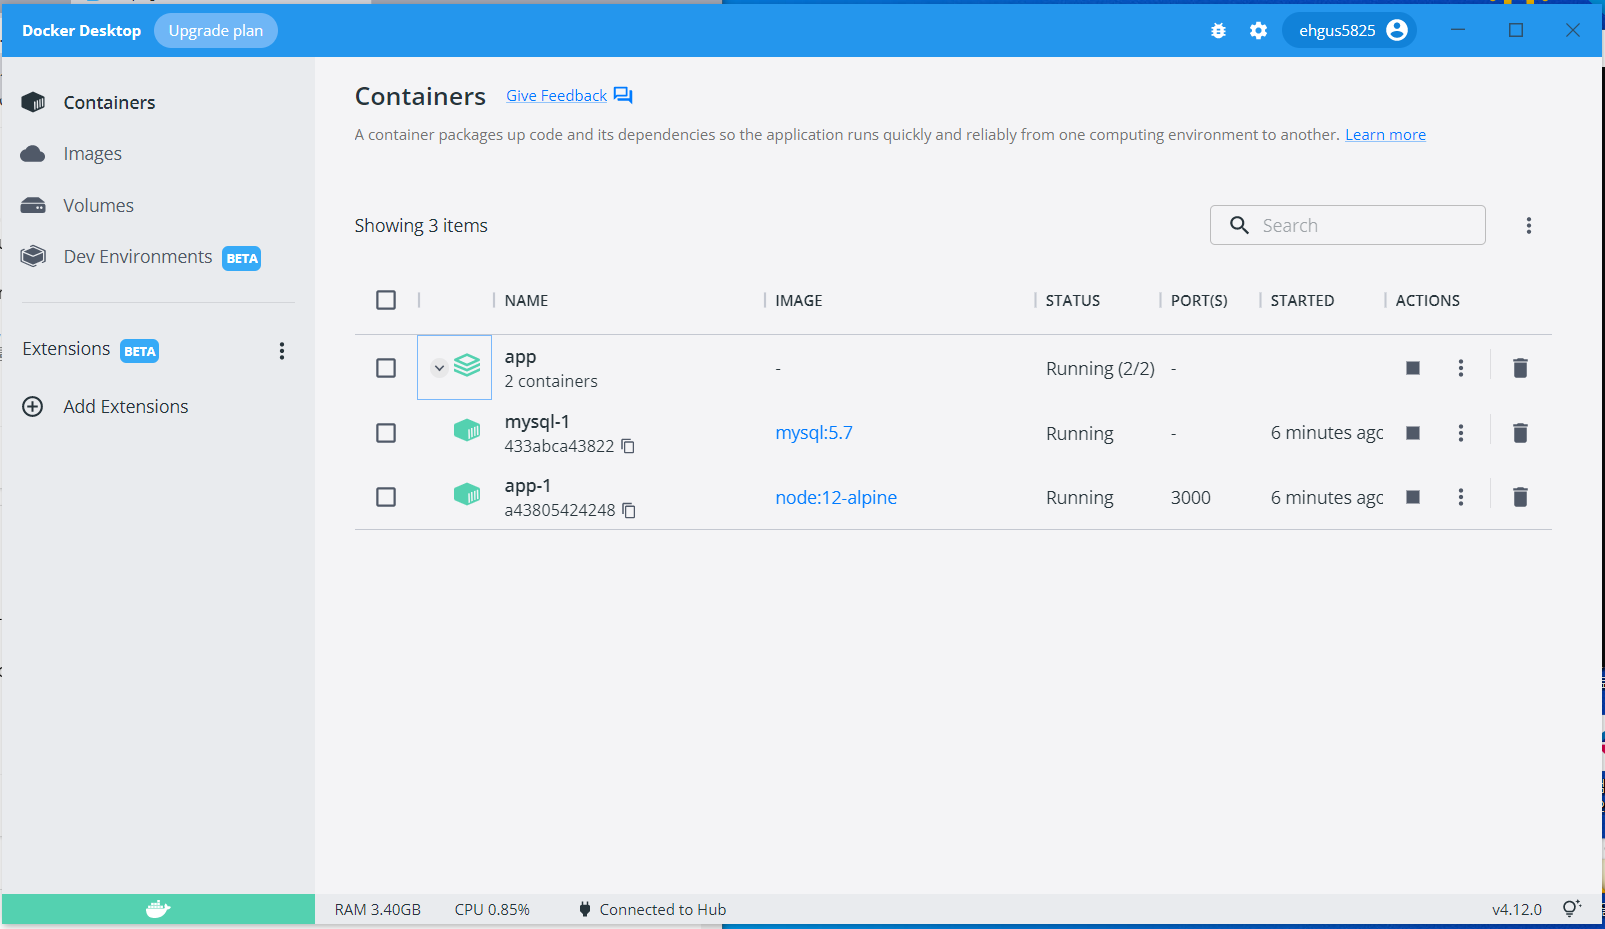 Docker Desktop Upgrade plan ehgus5825
Containers
Images
Volumes
Dev Environments BETA
Extensions BETA
Add Extensions
Containers Give Feedback
A container packages up code and its dependencies so the application runs quickly and reliably from one computing environment to another. Learn more
Showing 3 items Search
NAME IMAGE STATUS PORT(S) STARTED ACTIONS
app - Running (2/2) -
2 containers
mysql-1 mysql:5.7 Running - 6 minutes ago
433abca43822
app-1 node:12-alpine Running 3000 6 minutes ago
a43805424248
RAM 3.40GB CPU 0.85% Connected to Hub v4.12.0